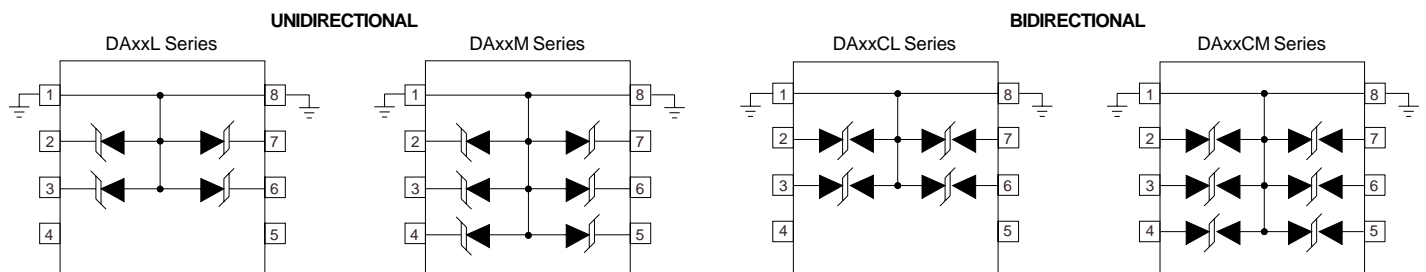 UNIDIRECTIONAL
BIDIRECTIONAL
DAxxL Series
DAxxM Series
DAxxCL Series
DAxxCM Series
1 8 1 8 1 8 1 8
2 7 2 7 2 7 2 7
3 6 3 6 3 6 3 6
4 5 4 5 4 5 4 5